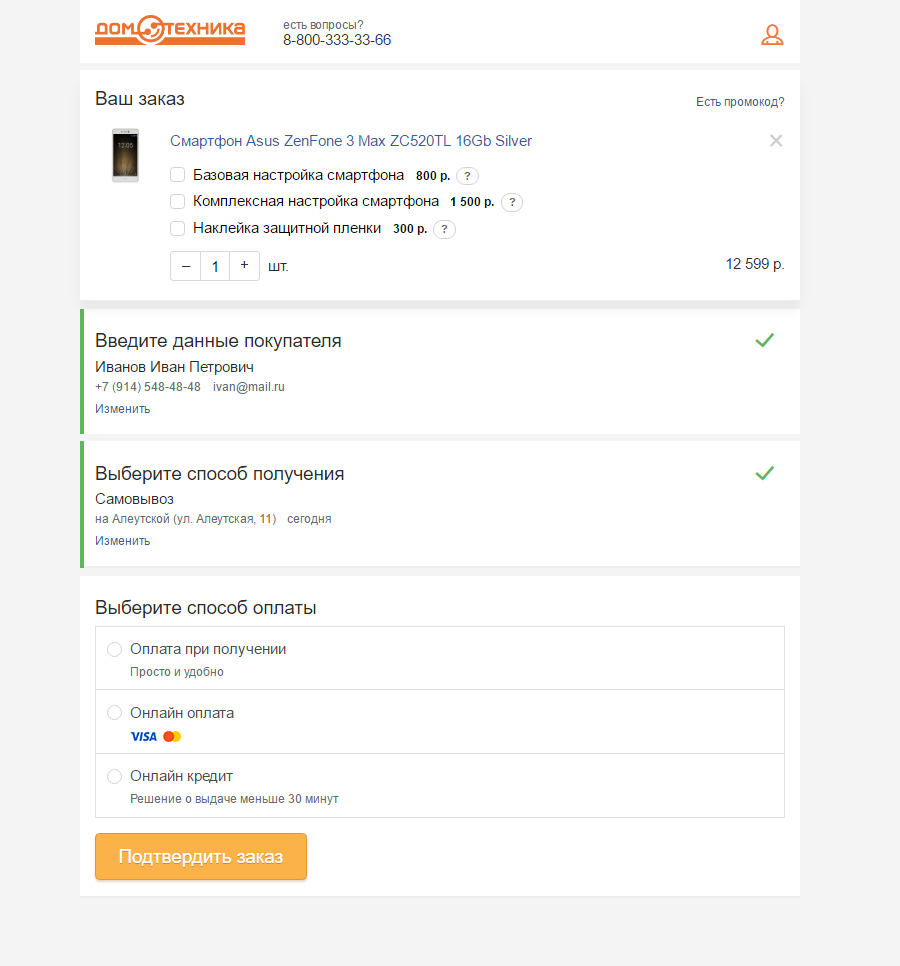 ДОМОТЕХНИКА
есть вопросы?
8-800-333-33-66
Ваш заказ
Есть промокод?
12:05
Смартфон Asus ZenFone 3 Max ZC520TL 16Gb Silver
Базовая настройка смартфона 800 р. ?
Комплексная настройка смартфона 1 500 р. ?
Наклейка защитной пленки 300 р. ?
– 1 + шт.
12 599 р.
Введите данные покупателя
Иванов Иван Петрович
+7 (914) 548-48-48 ivan@mail.ru
Изменить
Выберите способ получения
Самовывоз
на Алеутской (ул. Алеутская, 11) сегодня
Изменить
Выберите способ оплаты
Оплата при получении
Просто и удобно
Онлайн оплата
VISA
Онлайн кредит
Решение о выдаче меньше 30 минут
Подтвердить заказ